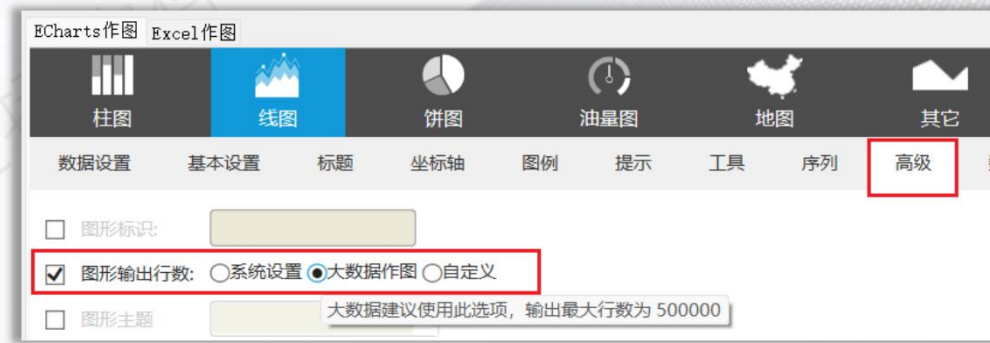 ECharts作图 Excel作图
柱图 线图 饼图 油量图 地图 其它
数据设置 基本设置 标题 坐标轴 图例 提示 工具 序列 高级
图形标识:
图形输出行数: 系统设置 大数据作图 自定义
大数据建议使用此选项，输出最大行数为 500000
图形主题